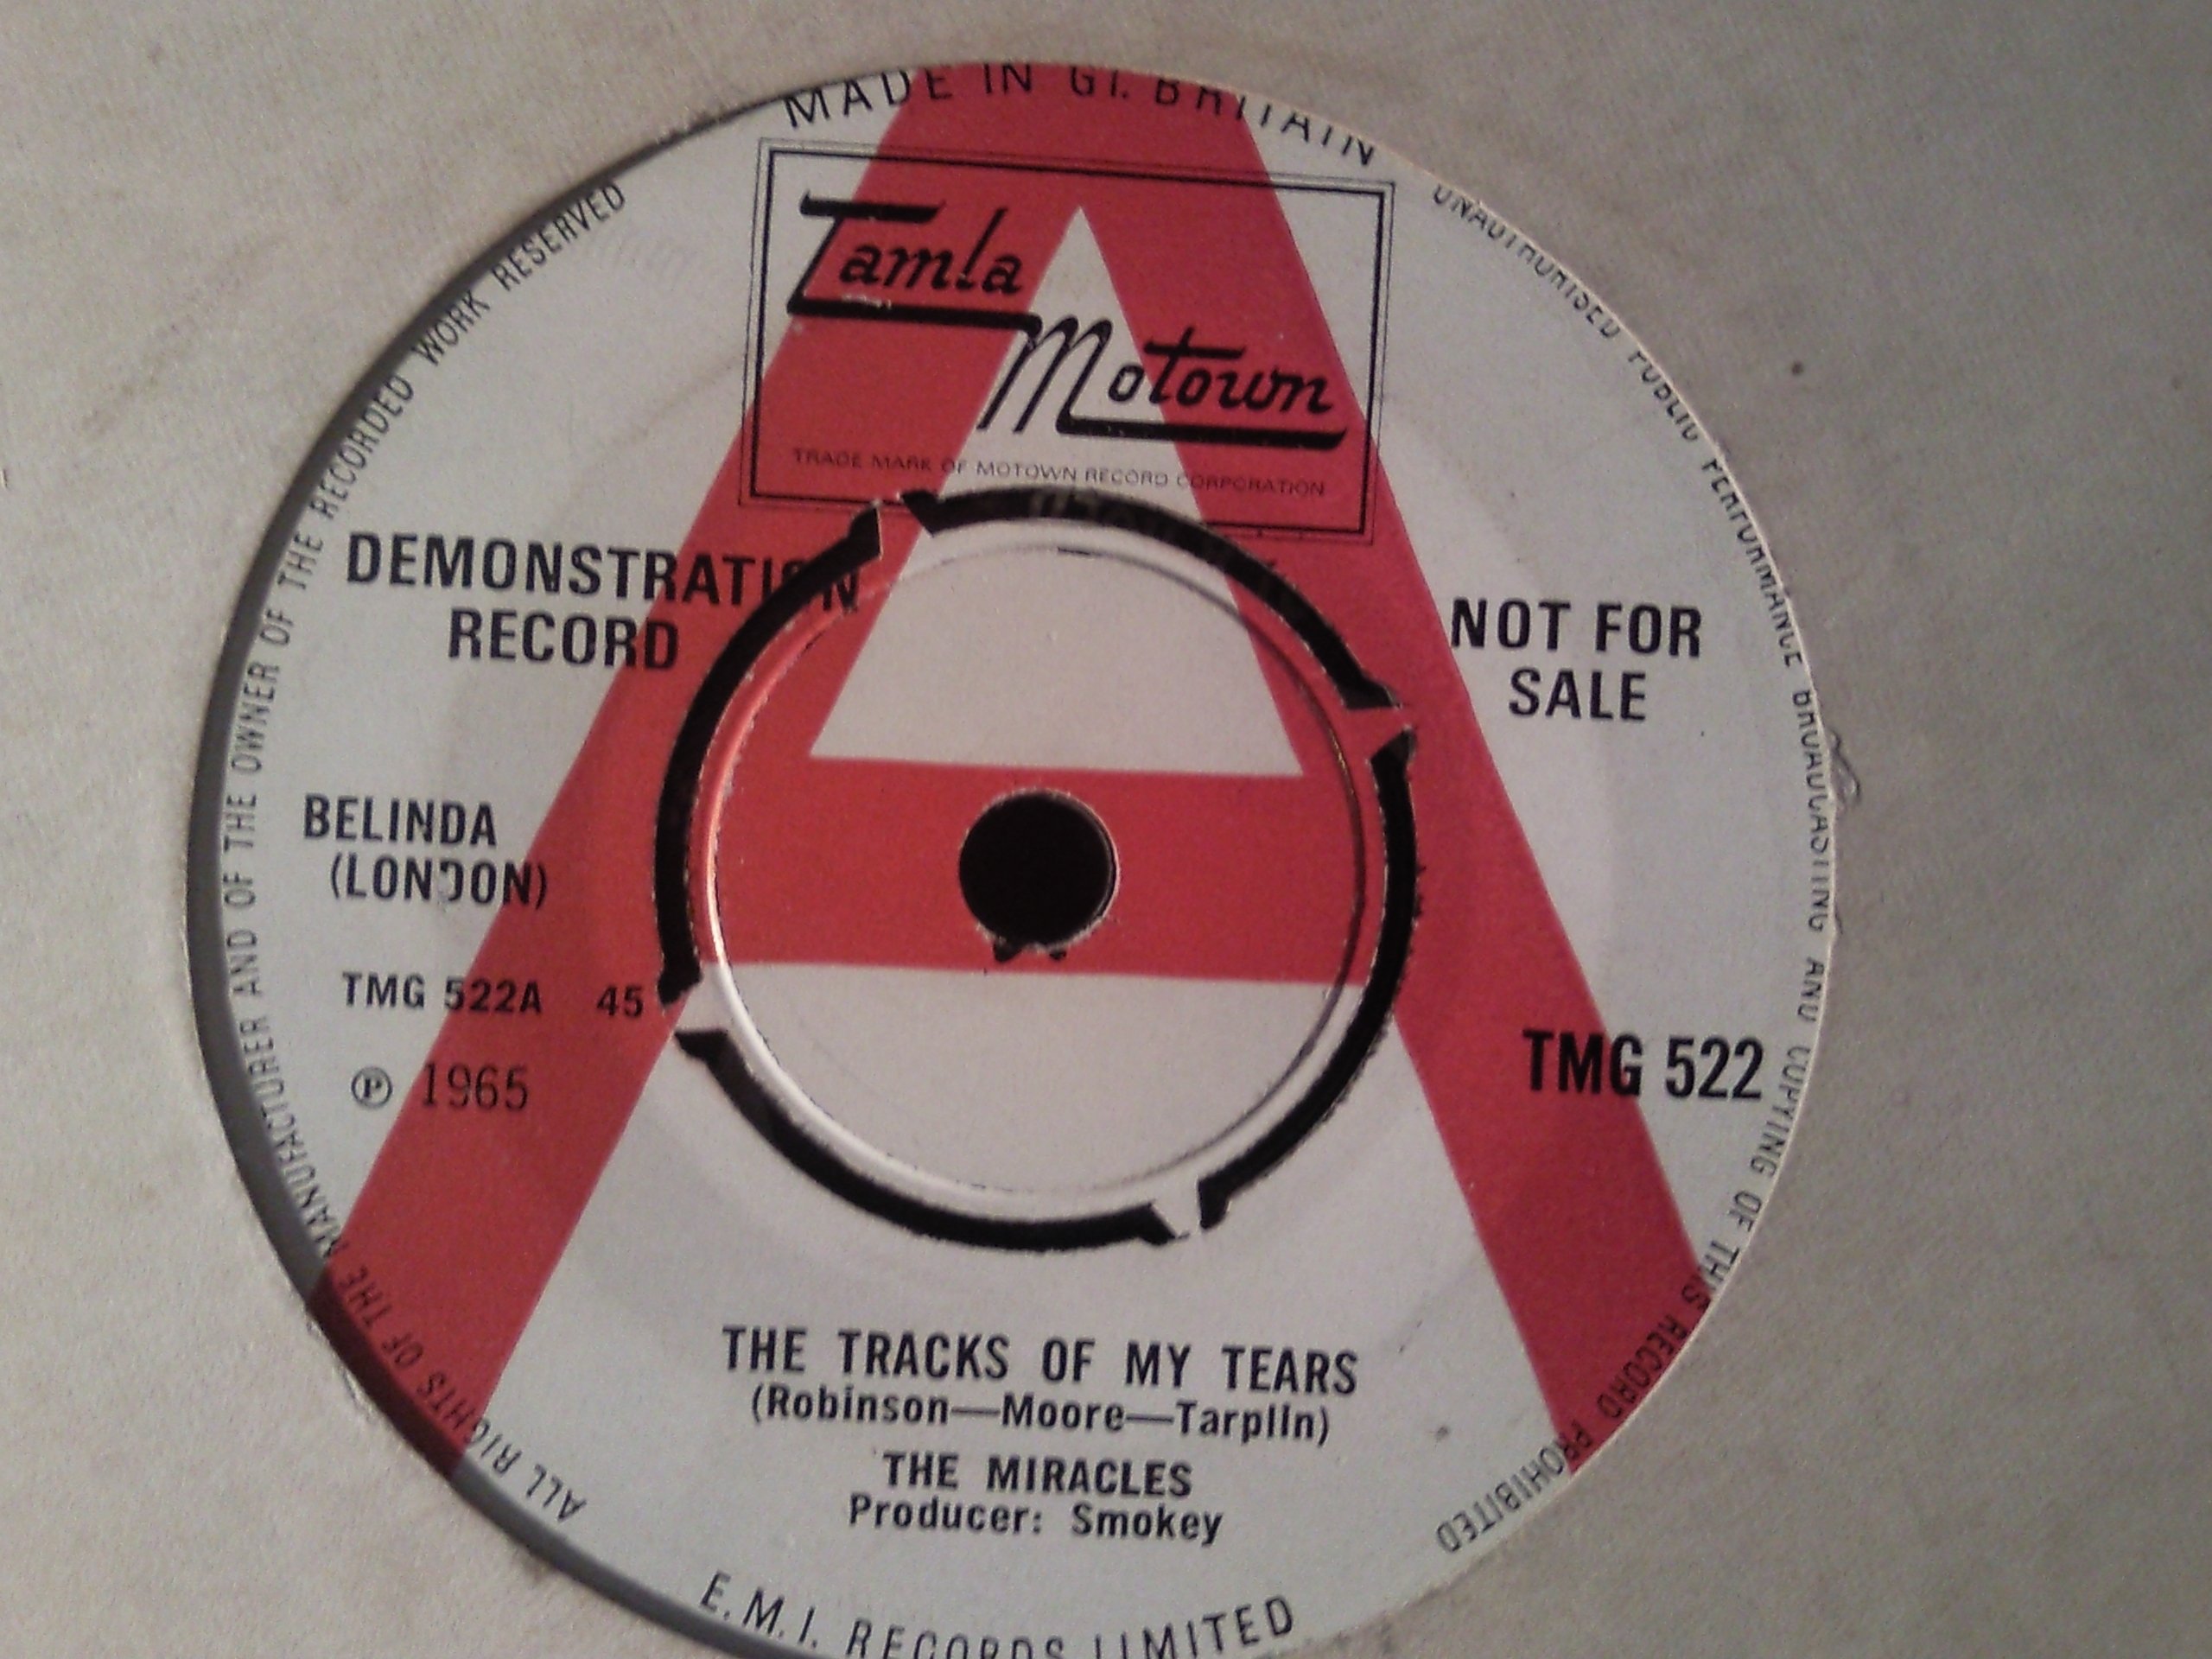 MADE IN GT. BRITAIN
Tamla
Motown
TRADE MARK OF MOTOWN RECORD CORPORATION
DEMONSTRATION
RECORD
NOT FOR
SALE
BELINDA
(LONDON)
TMG 522A 45
℗ 1965
TMG 522
THE TRACKS OF MY TEARS
(Robinson—Moore—Tarplin)
THE MIRACLES
Producer: Smokey
E.M.I. RECORDS LIMITED
ALL RIGHTS OF THE MANUFACTURER AND OF THE OWNER OF THE RECORDED WORK RESERVED
UNAUTHORISED PUBLIC PERFORMANCE BROADCASTING AND COPYING OF THIS RECORD PROHIBITED
A